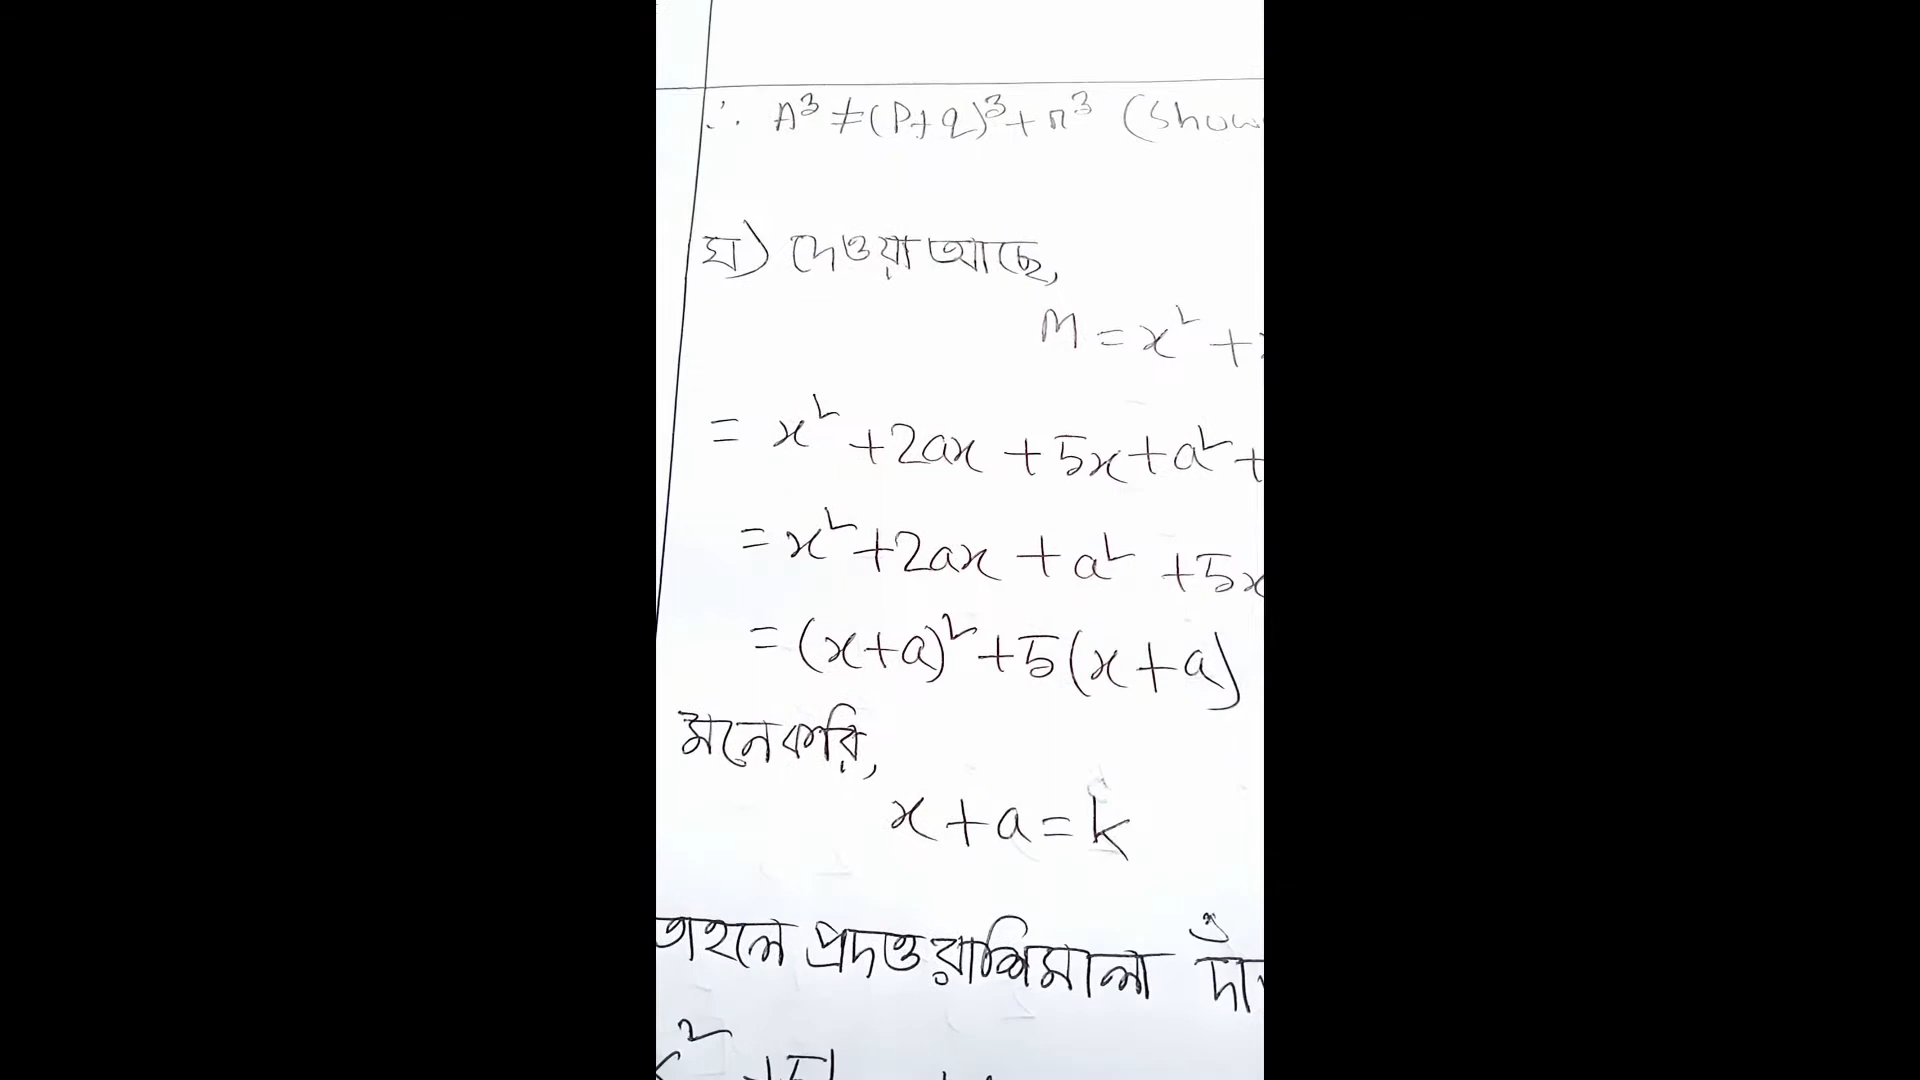 ∴ A³ ≠ (P+q)³ + n³ (Show
ঘ) দেওয়া আছে,
M = x² +
= x² + 2ax + 5x + a² +
= x² + 2ax + a² + 5x
= (x+a)² + 5(x+a)
মনেকরি,
x + a = k
তাহলে প্রদত্ত রাশিমালা